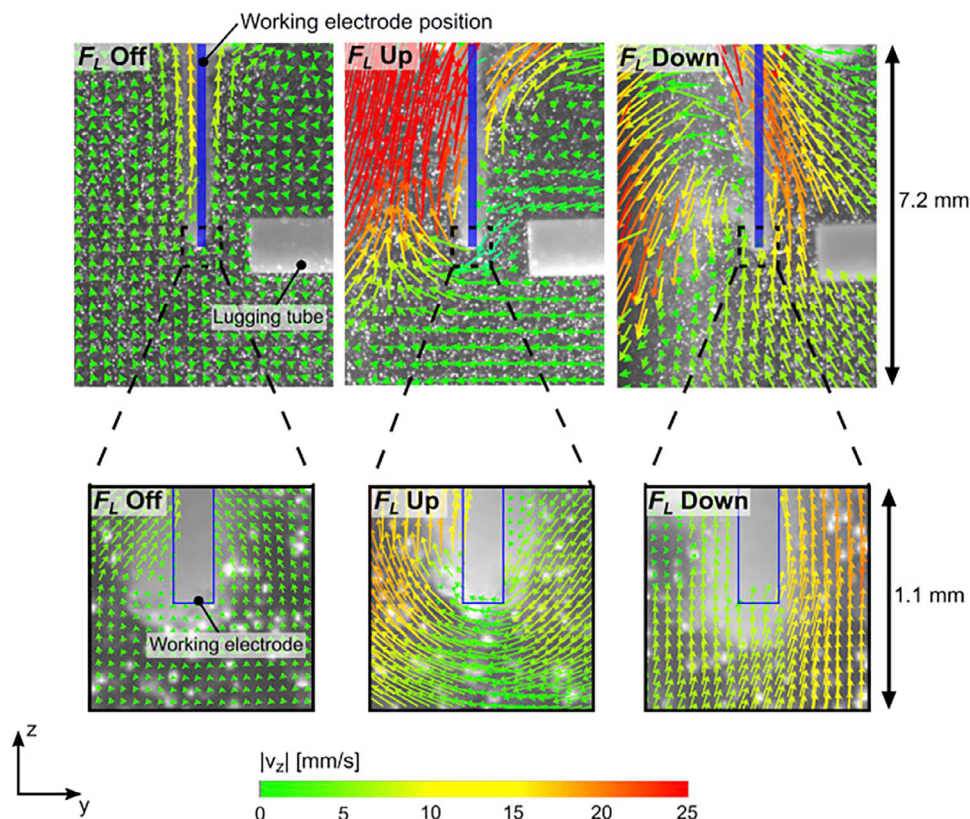 Working electrode position
F_L Off
F_L Up
F_L Down
7.2 mm
Lugging tube
F_L Off
F_L Up
F_L Down
1.1 mm
Working electrode
z
y
|v_z| [mm/s]
0 5 10 15 20 25